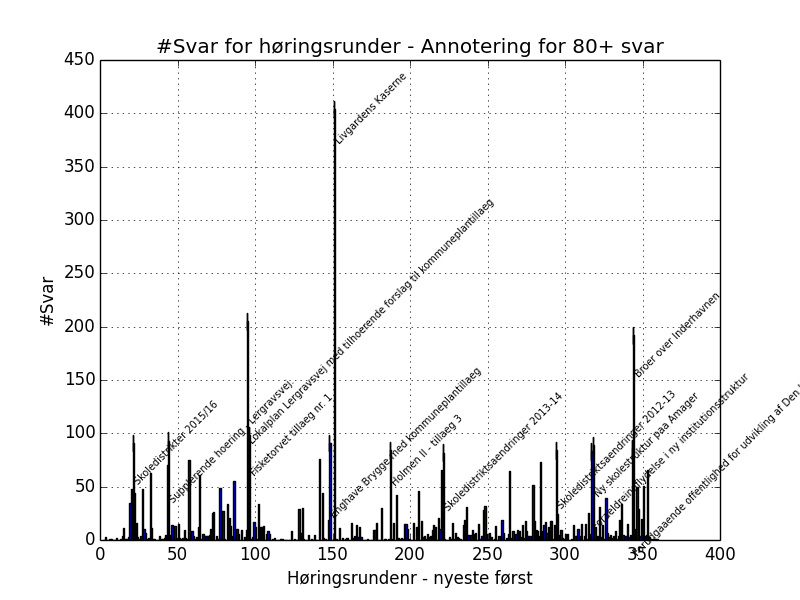 #Svar for høringsrunder - Annotering for 80+ svar
450
400
350
300
250
200
150
100
50
0
#Svar
Skoledistrikter 2015/16
Supplerende hoering - Lergravsvej.
Lokalplan Lergravsvej med tilhoerende forslag til kommuneplantillaeg
Fisketorvet tillaeg nr. 1
Livgardens Kaserne
Enghave Brygge med kommuneplantillaeg
Holmen II - tillaeg 3
Skoledistriktsaendringer 2013-14
Skoledistriktsaendringer 2012-13
Ny skolestruktur paa Amager
i ny institutionsstruktur
Broer over Inderhavnen
offentlighed for udvikling af Den
0 50 100 150 200 250 300 350 400
Høringsrundenr - nyeste først